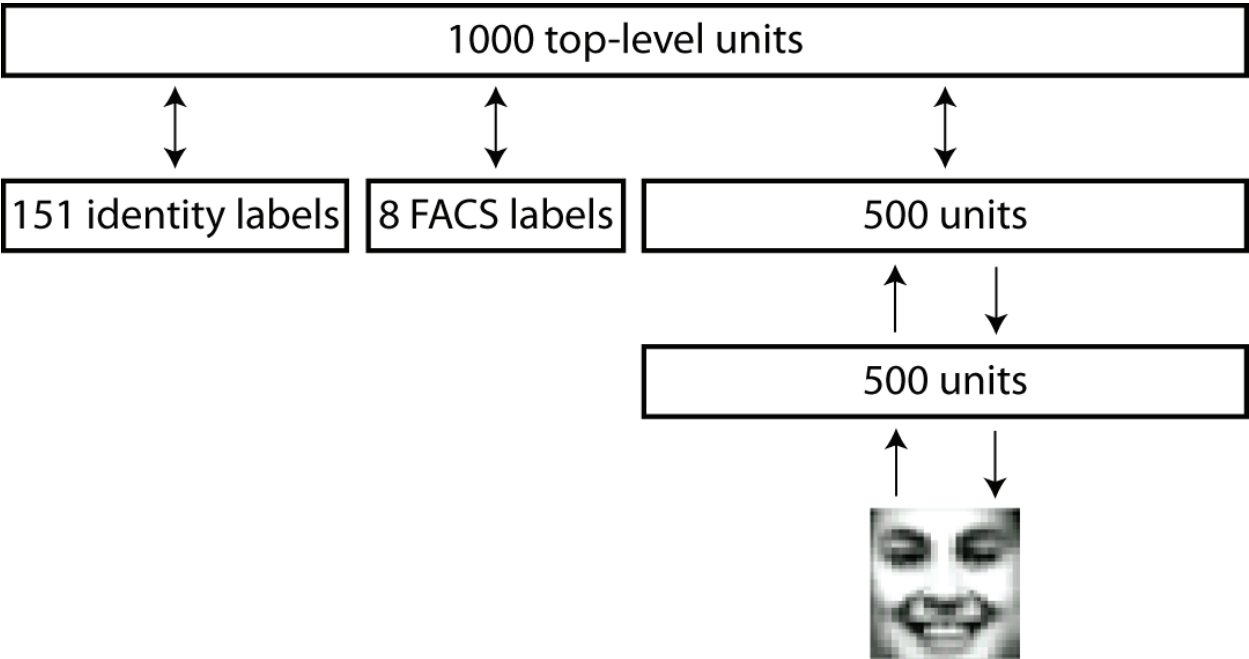 1000 top-level units
151 identity labels
8 FACS labels
500 units
500 units